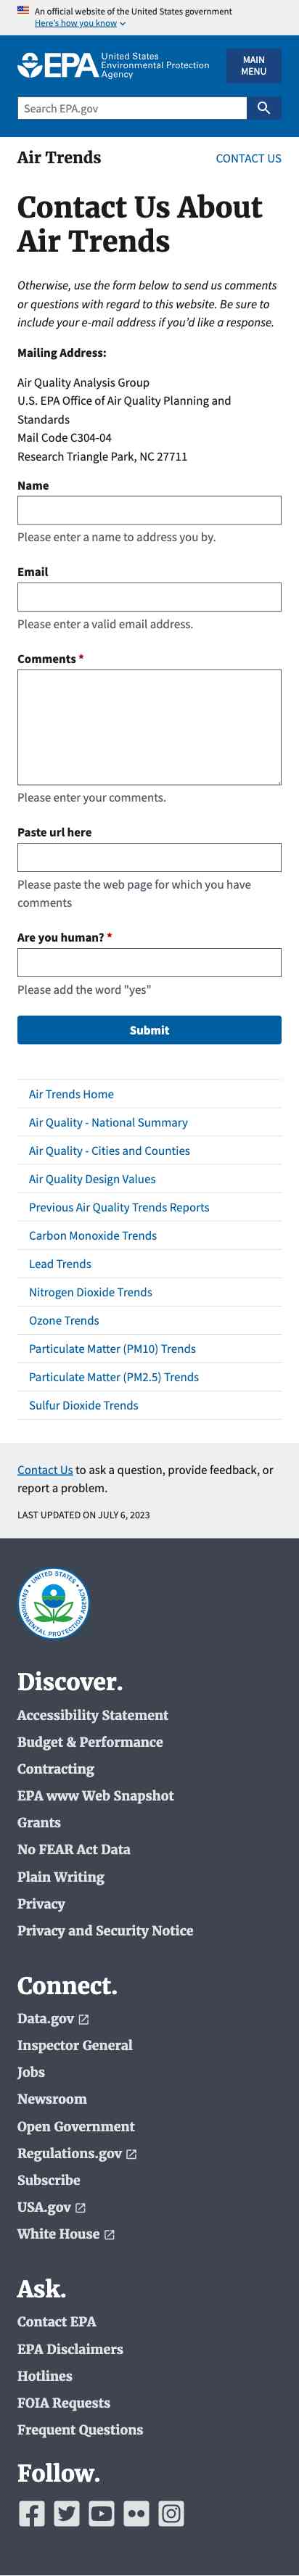 An official website of the United States government
Here's how you know
EPA United States
Environmental Protection
Agency
MAIN
MENU
Search EPA.gov
Air Trends
CONTACT US
Contact Us About
Air Trends
Otherwise, use the form below to send us comments
or questions with regard to this website. Be sure to
include your e-mail address if you'd like a response.
Mailing Address:
Air Quality Analysis Group
U.S. EPA Office of Air Quality Planning and
Standards
Mail Code C304-04
Research Triangle Park, NC 27711
Name
Please enter a name to address you by.
Email
Please enter a valid email address.
Comments *
Please enter your comments.
Paste url here
Please paste the web page for which you have
comments
Are you human? *
Please add the word "yes"
Submit
Air Trends Home
Air Quality - National Summary
Air Quality - Cities and Counties
Air Quality Design Values
Previous Air Quality Trends Reports
Carbon Monoxide Trends
Lead Trends
Nitrogen Dioxide Trends
Ozone Trends
Particulate Matter (PM10) Trends
Particulate Matter (PM2.5) Trends
Sulfur Dioxide Trends
Contact Us to ask a question, provide feedback, or
report a problem.
LAST UPDATED ON JULY 6, 2023
UNITED STATES
ENVIRONMENTAL PROTECTION AGENCY
Discover.
Accessibility Statement
Budget & Performance
Contracting
EPA www Web Snapshot
Grants
No FEAR Act Data
Plain Writing
Privacy
Privacy and Security Notice
Connect.
Data.gov
Inspector General
Jobs
Newsroom
Open Government
Regulations.gov
Subscribe
USA.gov
White House
Ask.
Contact EPA
EPA Disclaimers
Hotlines
FOIA Requests
Frequent Questions
Follow.